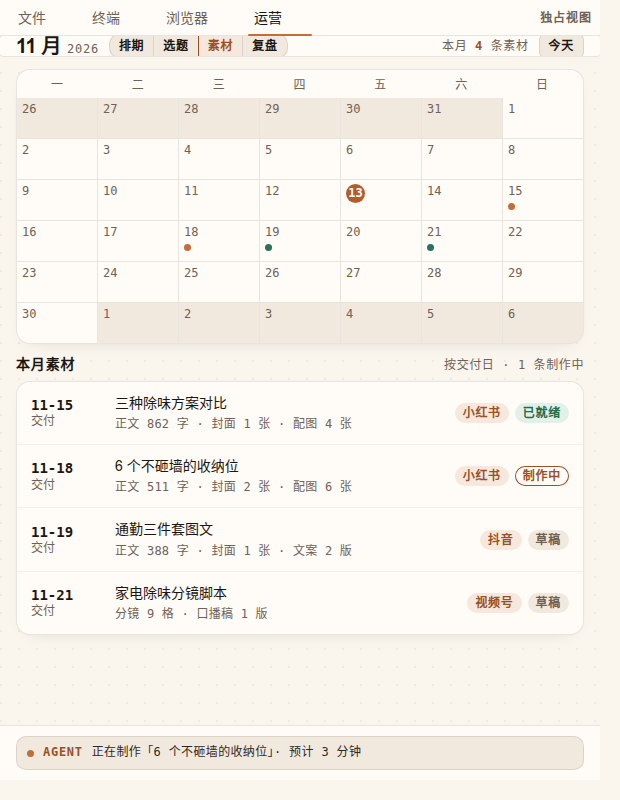 文件 终端 浏览器 运营 独占视图
11 月 2026 排期 选题 素材 复盘 本月 4 条素材 今天
一 二 三 四 五 六 日
26 27 28 29 30 31 1
2 3 4 5 6 7 8
9 10 11 12 13 14 15
16 17 18 19 20 21 22
23 24 25 26 27 28 29
30 1 2 3 4 5 6
本月素材 按交付日 · 1 条制作中
11-15 三种除味方案对比 小红书 已就绪
交付 正文 862 字 · 封面 1 张 · 配图 4 张
11-18 6 个不砸墙的收纳位 小红书 制作中
交付 正文 511 字 · 封面 2 张 · 配图 6 张
11-19 通勤三件套图文 抖音 草稿
交付 正文 388 字 · 封面 1 张 · 文案 2 版
11-21 家电除味分镜脚本 视频号 草稿
交付 分镜 9 格 · 口播稿 1 版
AGENT 正在制作「6 个不砸墙的收纳位」· 预计 3 分钟